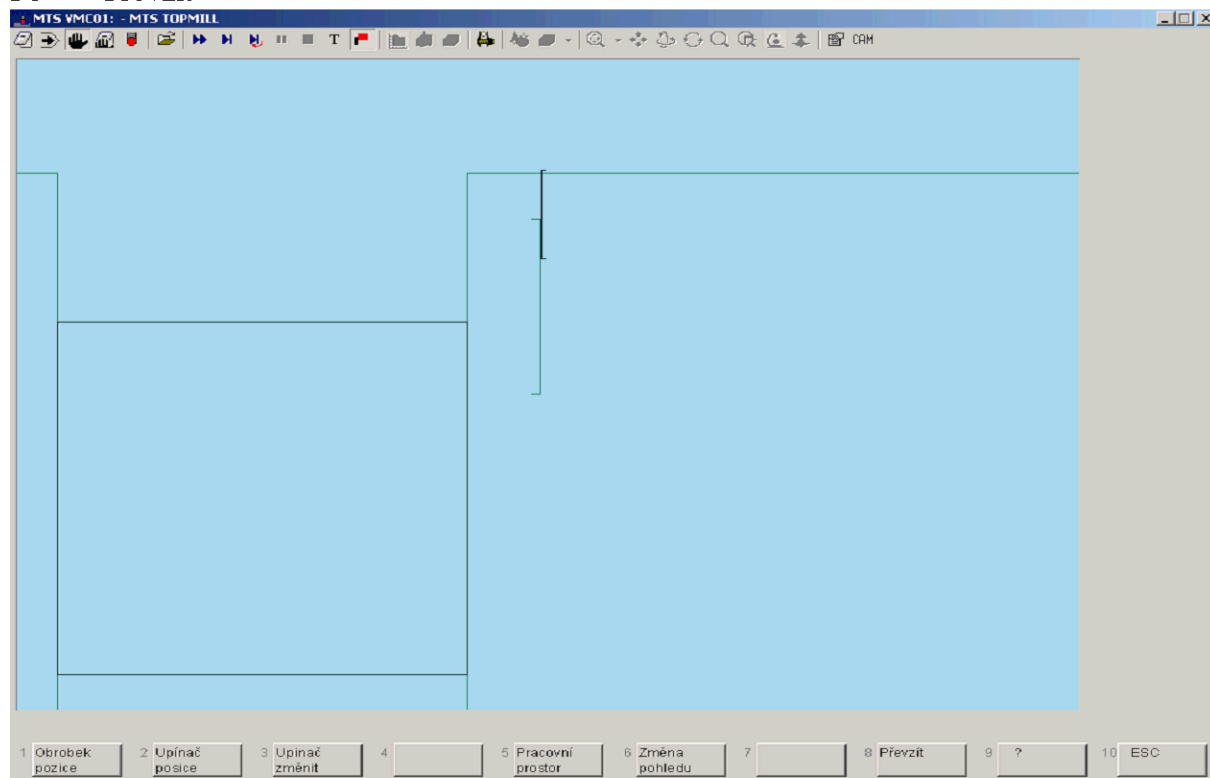 MTS VMC01: - MTS TOPMILL
T CAM
1 Obrobek pozice 2 Upínač posice 3 Upinač změnit 4 5 Pracovní prostor 6 Změna pohledu 7 8 Převzít 9 ? 10 ESC